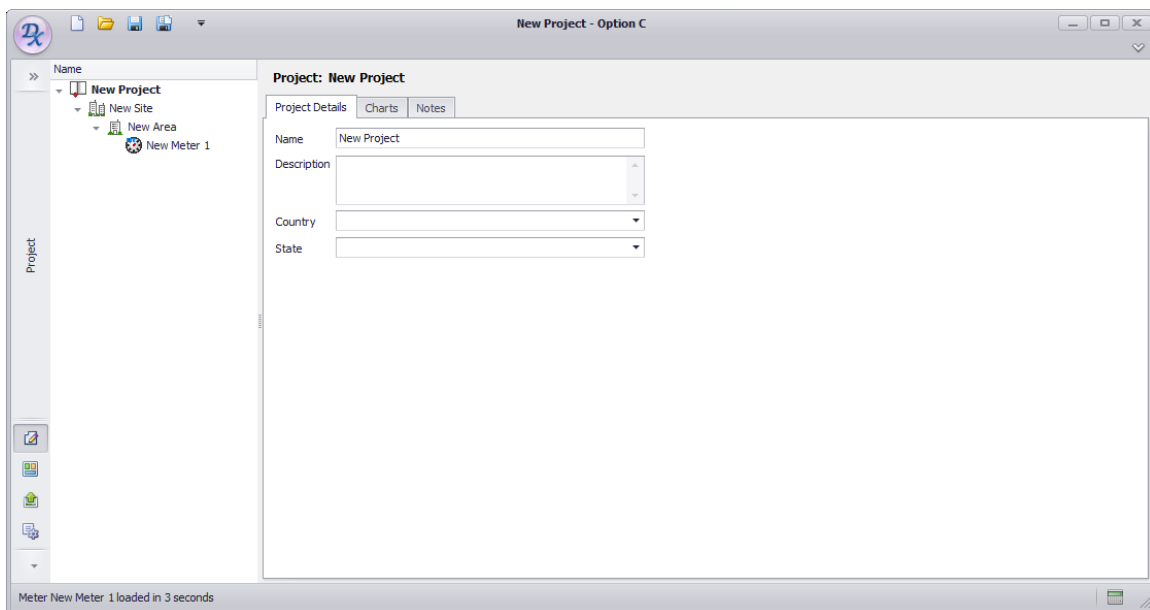 DX
New Project - Option C
Name
New Project
New Site
New Area
New Meter 1
Project
Project: New Project
Project Details
Charts
Notes
Name
New Project
Description
Country
State
Meter New Meter 1 loaded in 3 seconds